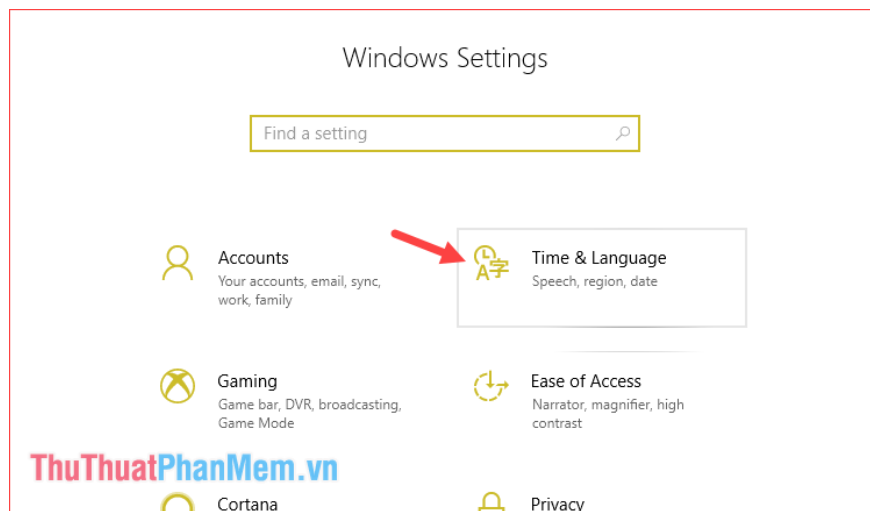 Windows Settings
Find a setting
Accounts
Your accounts, email, sync,
work, family
Time & Language
Speech, region, date
Gaming
Game bar, DVR, broadcasting,
Game Mode
Ease of Access
Narrator, magnifier, high
contrast
ThuThuatPhanMem.vn
Cortana
Privacy